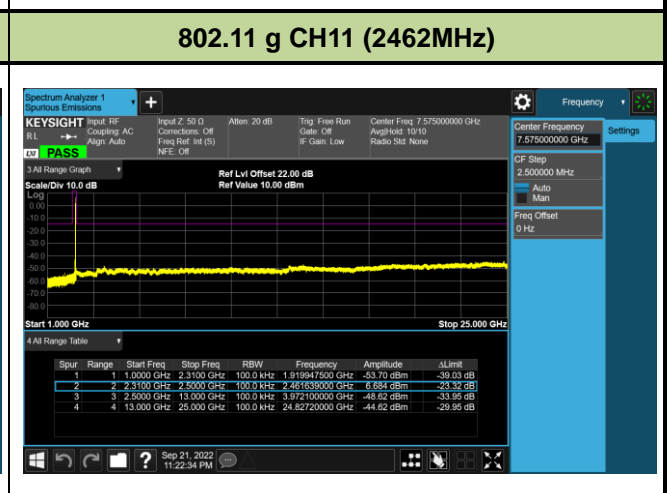 802.11 g CH11 (2462MHz)
Spectrum Analyzer 1
Spurious Emissions
+
Frequency
KEYSIGHT
R L
LXI
PASS
Input: RF
Coupling: AC
Align: Auto
Input Z: 50 Ω
Corrections: Off
Freq Ref: Int (S)
NFE: Off
Atten: 20 dB
Trig: Free Run
Gate: Off
IF Gain: Low
Center Freq: 7.575000000 GHz
Avg|Hold: 10/10
Radio Std: None
Center Frequency
7.575000000 GHz
Settings
CF Step
2.500000 MHz
Auto
Man
Freq Offset
0 Hz
3 All Range Graph
Scale/Div 10.0 dB
Ref Lvl Offset 22.00 dB
Ref Value 10.00 dBm
Log
0.00
-10.0
-20.0
-30.0
-40.0
-50.0
-60.0
-70.0
-80.0
Start 1.000 GHz
Stop 25.000 GHz
4 All Range Table
Spur Range Start Freq Stop Freq RBW Frequency Amplitude ΔLimit
1 1 1.0000 GHz 2.3100 GHz 100.0 kHz 1.919947500 GHz -53.70 dBm -39.03 dB
2 2 2.3100 GHz 2.5000 GHz 100.0 kHz 2.461639000 GHz 6.684 dBm -23.32 dB
3 3 2.5000 GHz 13.000 GHz 100.0 kHz 3.972100000 GHz -48.62 dBm -33.95 dB
4 4 13.000 GHz 25.000 GHz 100.0 kHz 24.82720000 GHz -44.62 dBm -29.95 dB
?
Sep 21, 2022
11:22:34 PM